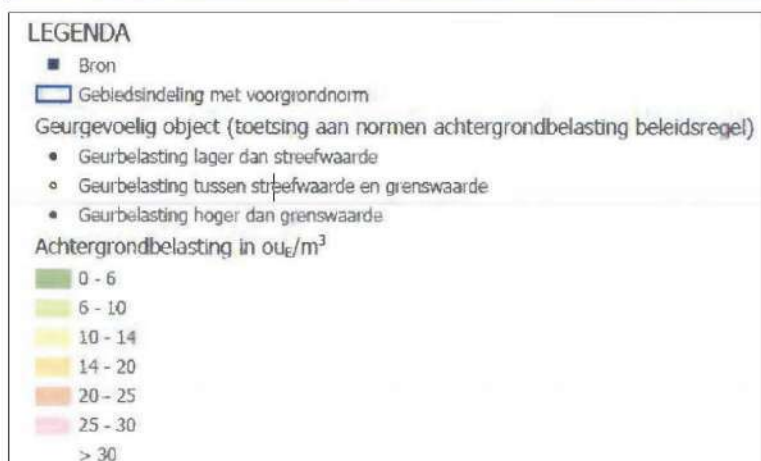 LEGENDA
Bron
Gebiedsindeling met voorgrondnorm
Geurgevoelig object (toetsing aan normen achtergrondbelasting beleidsregel)
Geurbelasting lager dan streefwaarde
Geurbelasting tussen streefwaarde en grenswaarde
Geurbelasting hoger dan grenswaarde
Achtergrondbelasting in ouE/m³
0 - 6
6 - 10
10 - 14
14 - 20
20 - 25
25 - 30
> 30